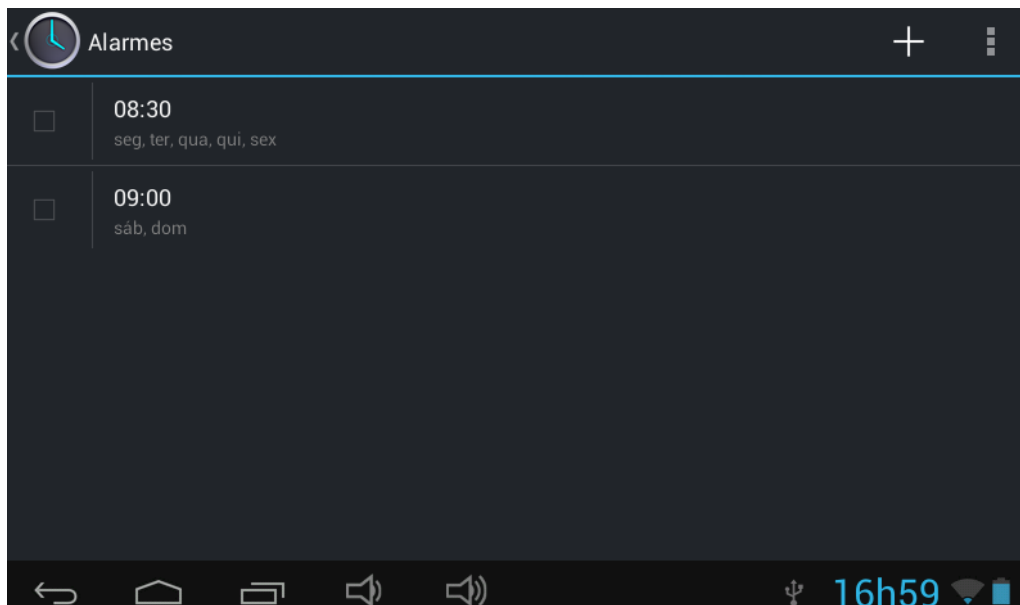 Alarmes
08:30
seg, ter, qua, qui, sex
09:00
sáb, dom
16h59